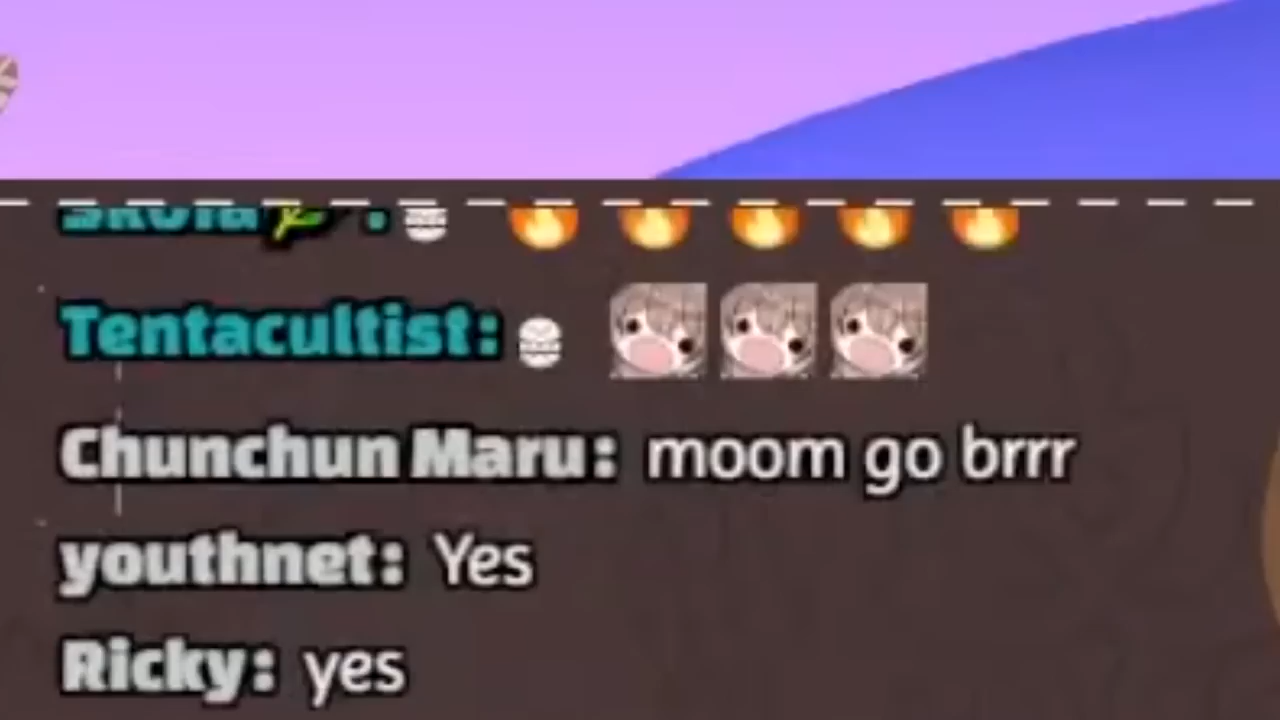 Tentacultist:
Chunchun Maru: moom go brrr
youthnet: Yes
Ricky: yes